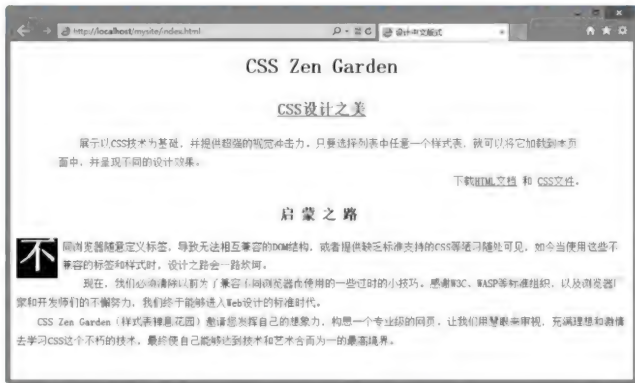 http://localhost/mysite/index.html
设计中文版式
CSS Zen Garden
CSS设计之美
展示以CSS技术为基础，并提供超强的视觉冲击力。只要选择列表中任意一个样式表，就可以将它加载到本页
面中，并呈现不同的设计效果。
下载HTML文档 和 CSS文件。
启蒙之路
不同浏览器随意定义标签，导致无法相互兼容的DOM结构，或者提供缺乏标准支持的CSS等陋习随处可见，如今当使用这些不
兼容的标签和样式时，设计之路会一路坎坷。
现在，我们必须清除以前为了兼容不同浏览器而使用的一些过时的小技巧。感谢W3C、WASP等标准组织，以及浏览器厂
家和开发师们的不懈努力，我们终于能够进入Web设计的标准时代。
CSS Zen Garden（样式表禅意花园）邀请您发挥自己的想象力，构思一个专业级的网页。让我们用慧眼来审视，充满理想和激情
去学习CSS这个不朽的技术，最终使自己能够达到技术和艺术合而为一的最高境界。